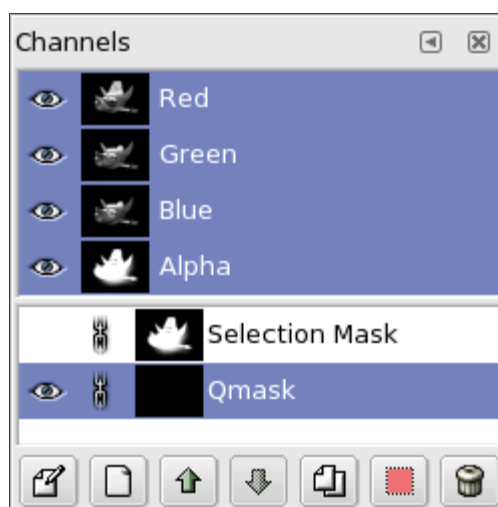 Channels
Red
Green
Blue
Alpha
Selection Mask
Qmask